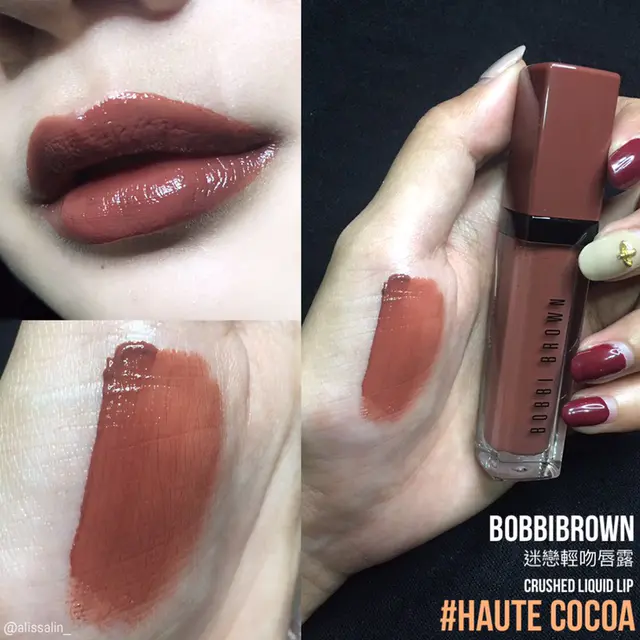 BOBBI BROWN
BOBBIBROWN
迷戀輕吻唇露
CRUSHED LIQUID LIP
#HAUTE COCOA
@alissalin_